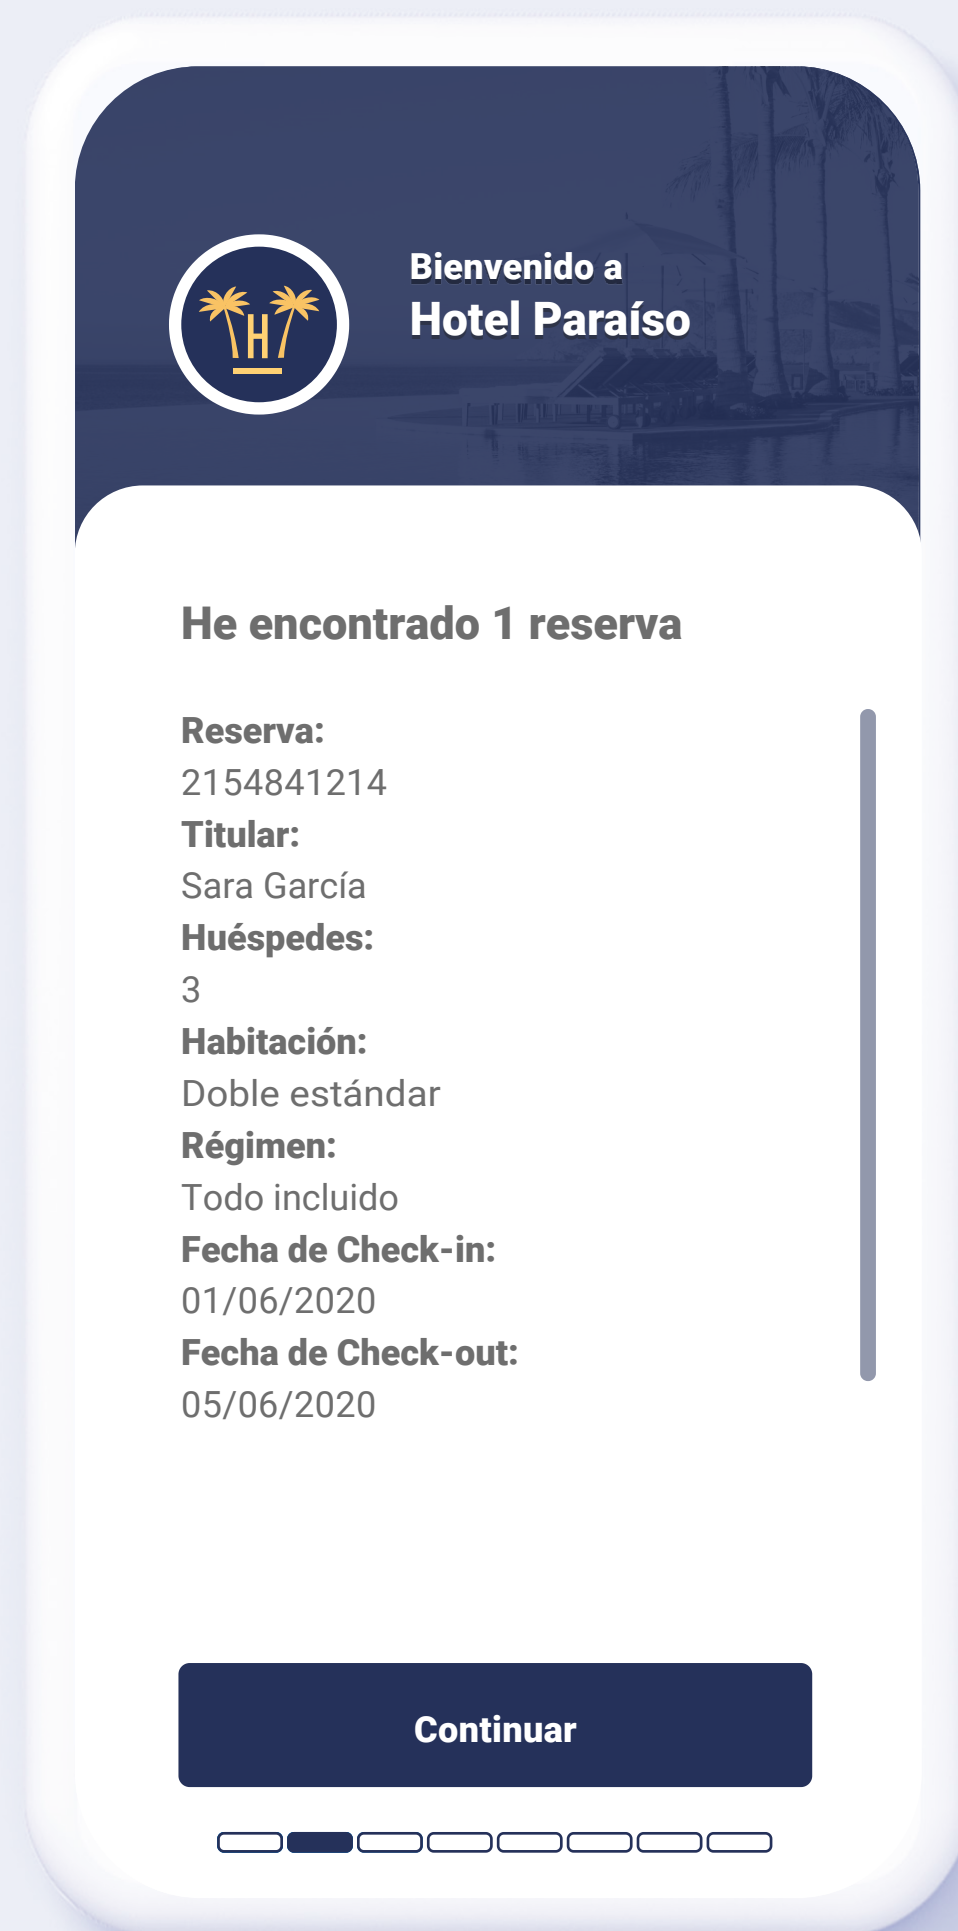 Bienvenido a
Hotel Paraíso
H
He encontrado 1 reserva
Reserva:
2154841214
Titular:
Sara García
Huéspedes:
3
Habitación:
Doble estándar
Régimen:
Todo incluido
Fecha de Check-in:
01/06/2020
Fecha de Check-out:
05/06/2020
Continuar